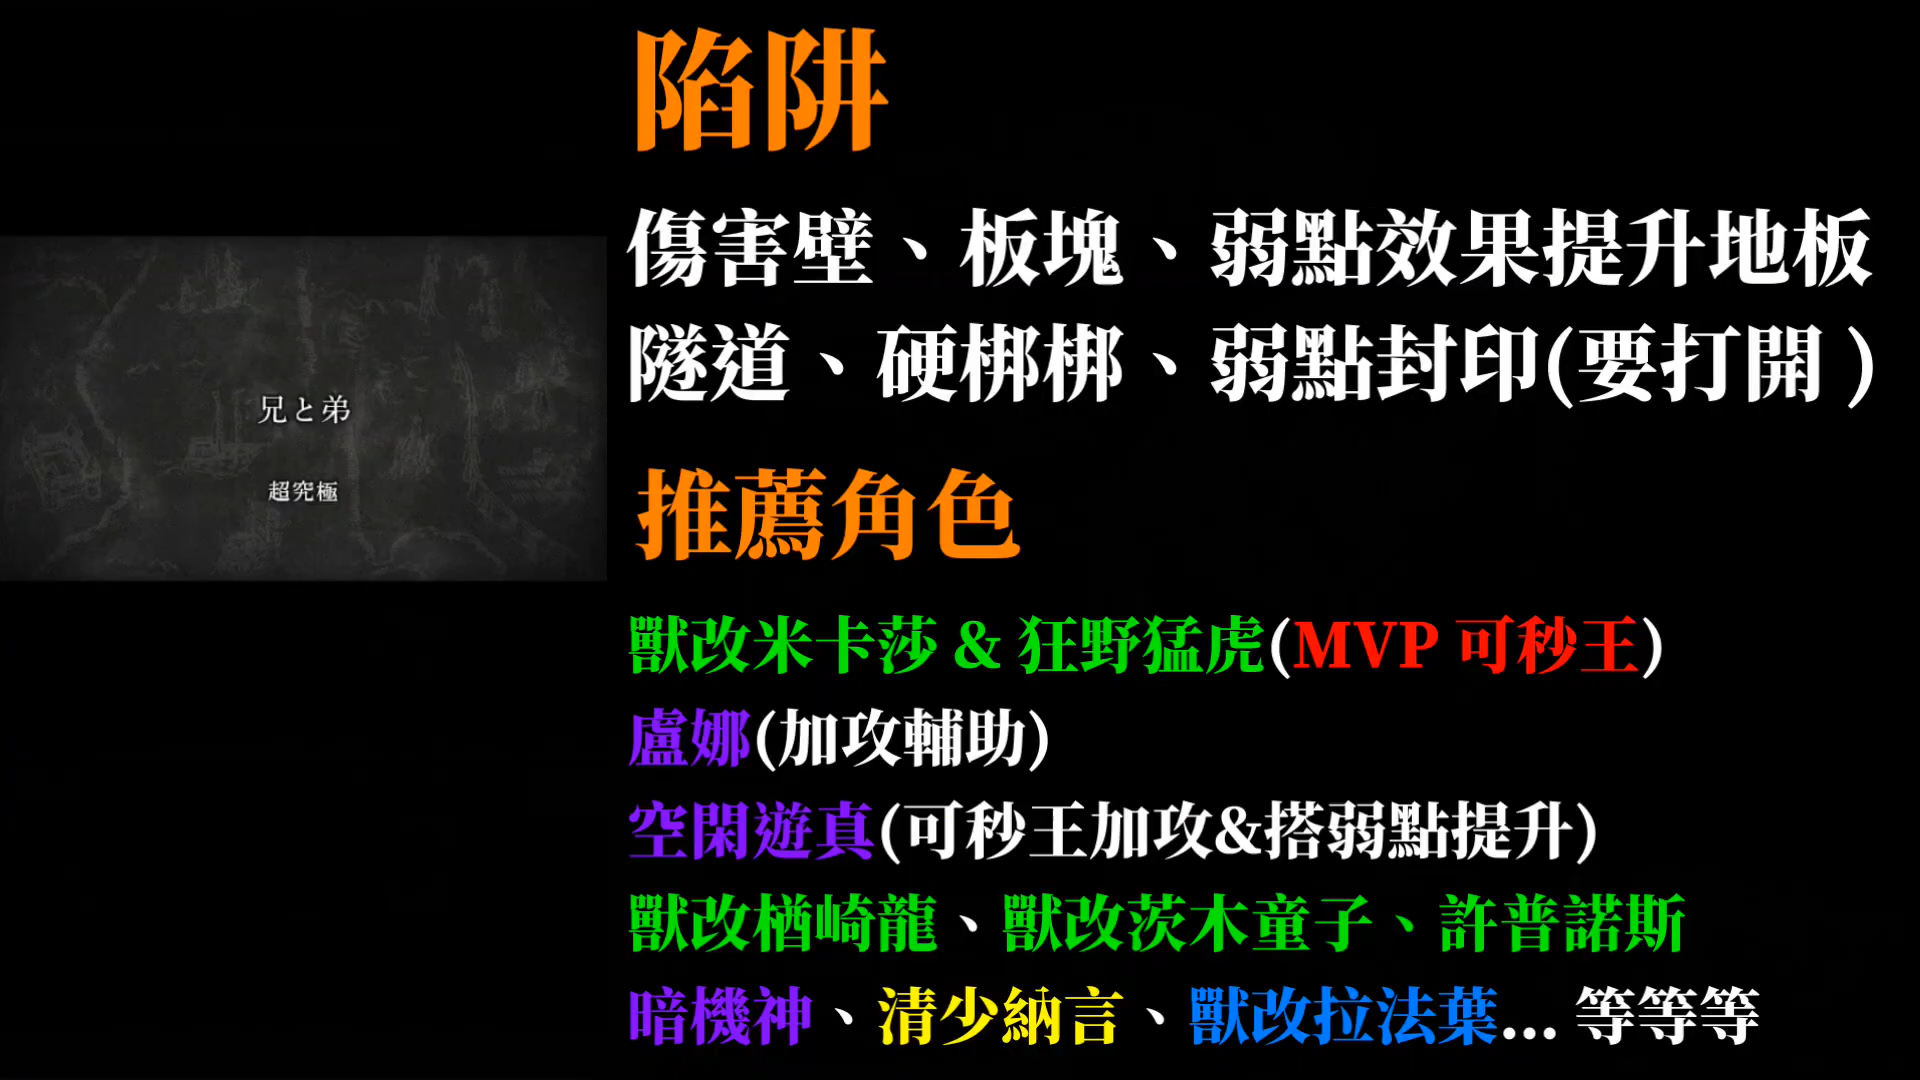 陷阱
傷害壁、板塊、弱點效果提升地板
隧道、硬梆梆、弱點封印(要打開 )
兄と弟
超究極
推薦角色
獸改米卡莎 & 狂野猛虎(MVP 可秒王)
盧娜(加攻輔助)
空閑遊真(可秒王加攻&搭弱點提升)
獸改楢崎龍、獸改茨木童子、許普諾斯
暗機神、清少納言、獸改拉法葉... 等等等